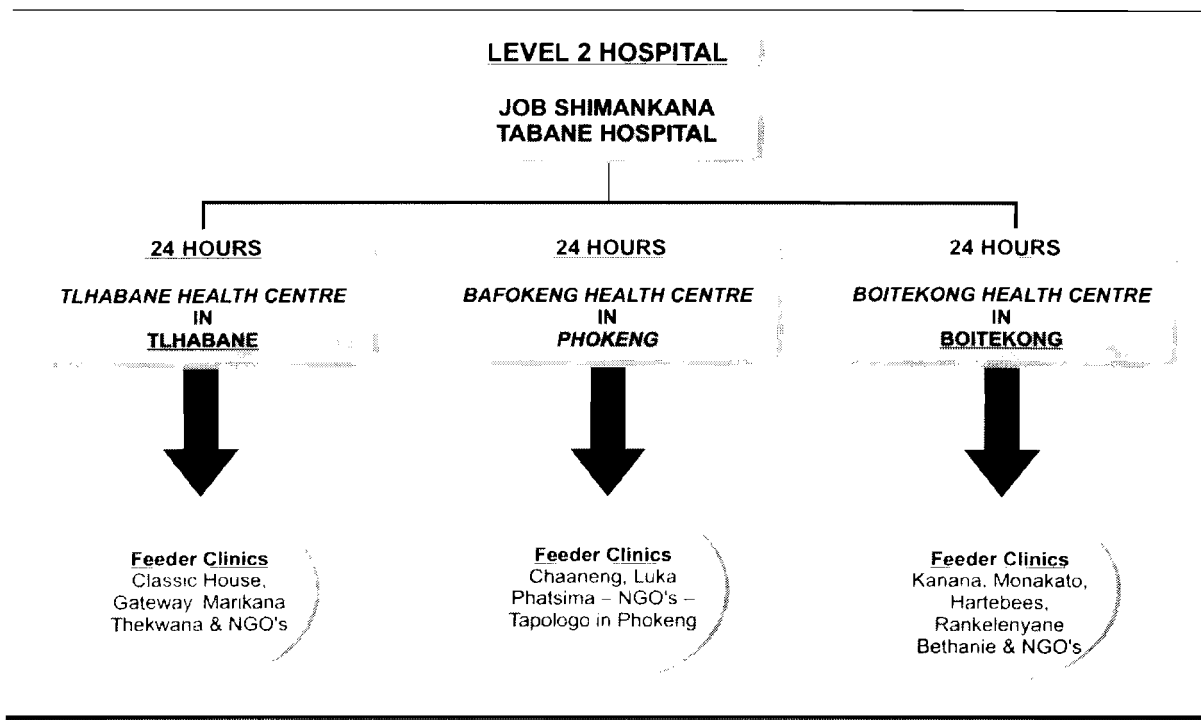 LEVEL 2 HOSPITAL
JOB SHIMANKANA
TABANE HOSPITAL
24 HOURS
TLHABANE HEALTH CENTRE
IN
TLHABANE
24 HOURS
BAFOKENG HEALTH CENTRE
IN
PHOKENG
24 HOURS
BOITEKONG HEALTH CENTRE
IN
BOITEKONG
Feeder Clinics
Classic House,
Gateway Marikana
Thekwana & NGO's
Feeder Clinics
Chaaneng, Luka
Phatsima – NGO's –
Tapologo in Phokeng
Feeder Clinics
Kanana, Monakato,
Hartebees,
Rankelenyane
Bethanie & NGO's